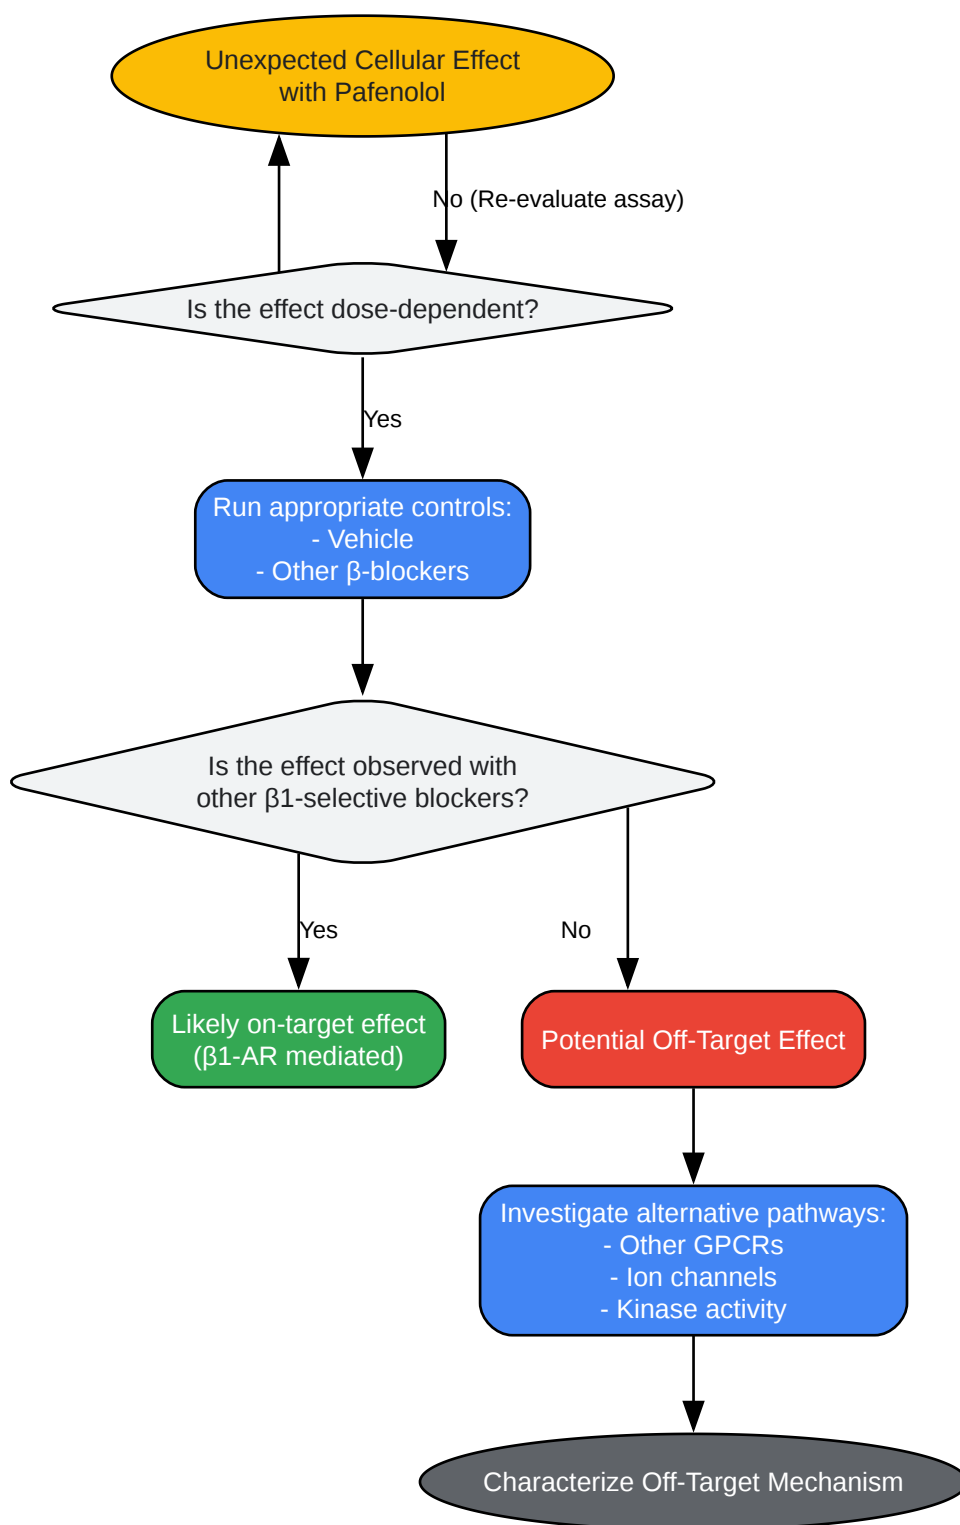 Unexpected Cellular Effect
with Pafenolol
No (Re-evaluate assay)
Is the effect dose-dependent?
Yes
Run appropriate controls:
- Vehicle
- Other β-blockers
Is the effect observed with
other β1-selective blockers?
Yes
No
Likely on-target effect
(β1-AR mediated)
Potential Off-Target Effect
Investigate alternative pathways:
- Other GPCRs
- Ion channels
- Kinase activity
Characterize Off-Target Mechanism